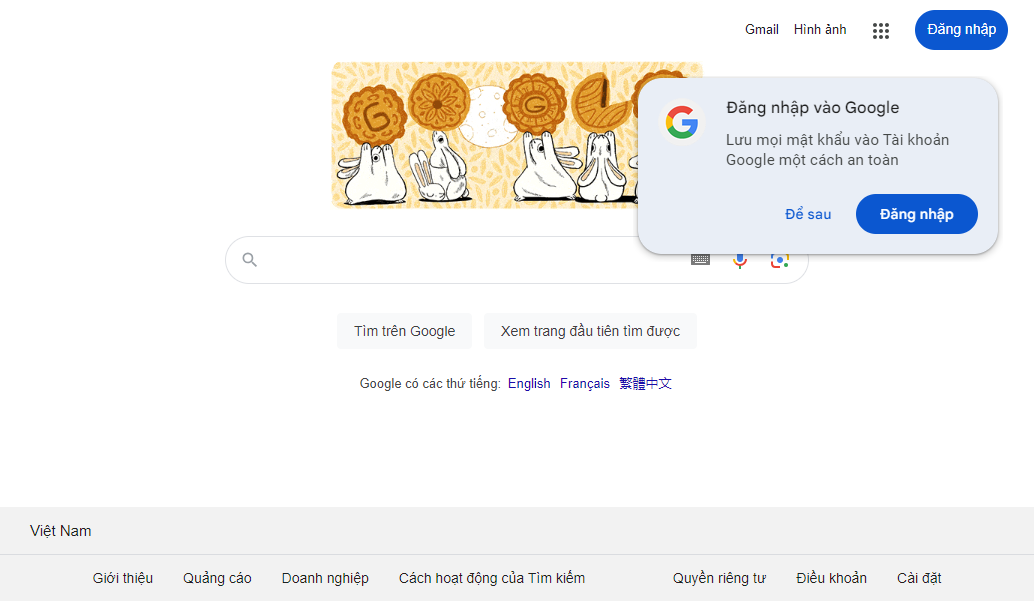 Gmail Hình ảnh Đăng nhập
G G L
Đăng nhập vào Google
Lưu mọi mật khẩu vào Tài khoản
Google một cách an toàn
Để sau Đăng nhập
Tìm trên Google Xem trang đầu tiên tìm được
Google có các thứ tiếng: English Français 繁體中文
Việt Nam
Giới thiệu Quảng cáo Doanh nghiệp Cách hoạt động của Tìm kiếm Quyền riêng tư Điều khoản Cài đặt